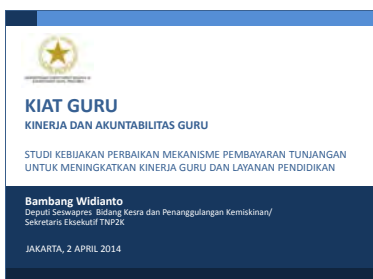 KIAT GURU
KINERJA DAN AKUNTABILITAS GURU
STUDI KEBIJAKAN PERBAIKAN MEKANISME PEMBAYARAN TUNJANGAN
UNTUK MENINGKATKAN KINERJA GURU DAN LAYANAN PENDIDIKAN
Bambang Widianto
Deputi Seswapres Bidang Kesra dan Penanggulangan Kemiskinan/
Sekretaris Eksekutif TNP2K
JAKARTA, 2 APRIL 2014